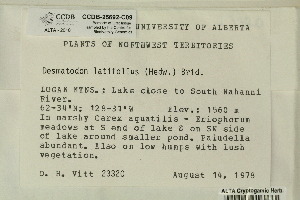 CCDB-25692-C09
ALTA - 2016
UNIVERSITY OF ALBERTA
PLANTS OF NORTHWEST TERRITORIES
Desmatodon latifolius (Hedw.) Brid.
LOGAN MTNS.: Lake close to South Nahanni
River.
62-34'N; 128-31'W Elev.: 1560 m
In marshy Carex aquatilis - Eriophorum
meadows at S end of lake & on SW side
of lake around smaller pond. Paludella
abundant. Also on low humps with lush
vegetation.
D. H. Vitt 23320 August 14, 1978
ALTA Cryptogamic Herb.